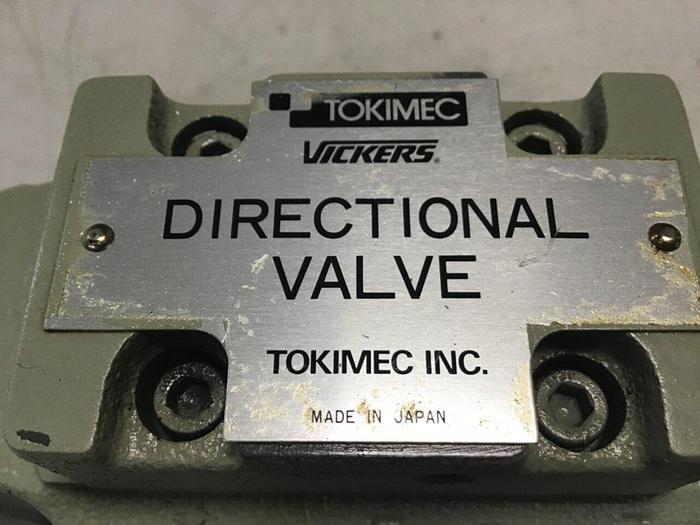 TOKIMEC
VICKERS®
DIRECTIONAL
VALVE
TOKIMEC INC.
MADE IN JAPAN